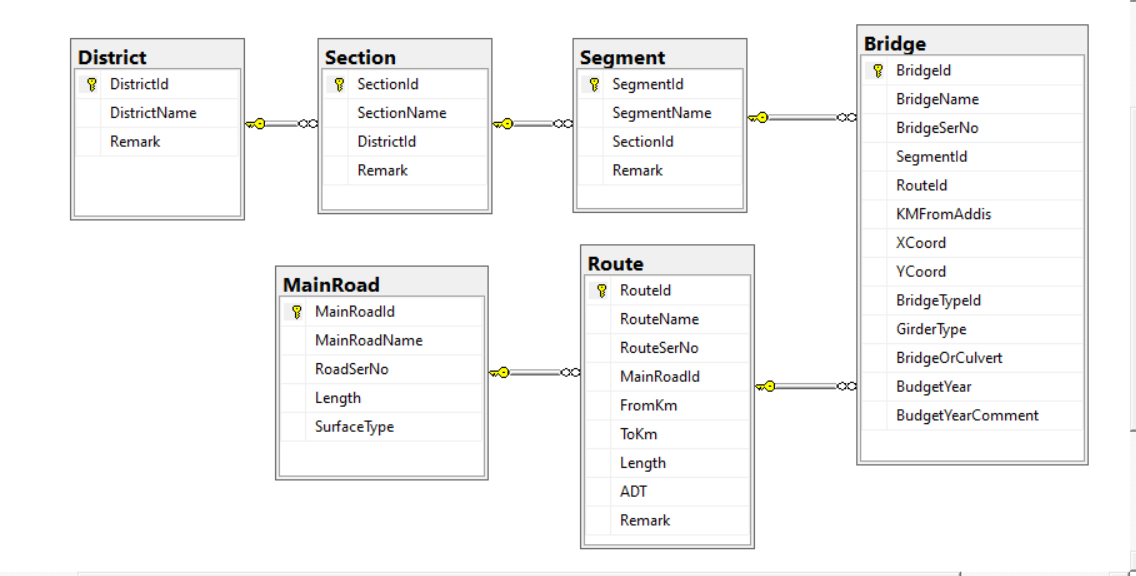 District
DistrictId
DistrictName
Remark
Section
SectionId
SectionName
DistrictId
Remark
Segment
SegmentId
SegmentName
SectionId
Remark
Bridge
BridgeId
BridgeName
BridgeSerNo
SegmentId
RouteId
KMFromAddis
XCoord
YCoord
BridgeTypeId
GirderType
BridgeOrCulvert
BudgetYear
BudgetYearComment
MainRoad
MainRoadId
MainRoadName
RoadSerNo
Length
SurfaceType
Route
RouteId
RouteName
RouteSerNo
MainRoadId
FromKm
ToKm
Length
ADT
Remark